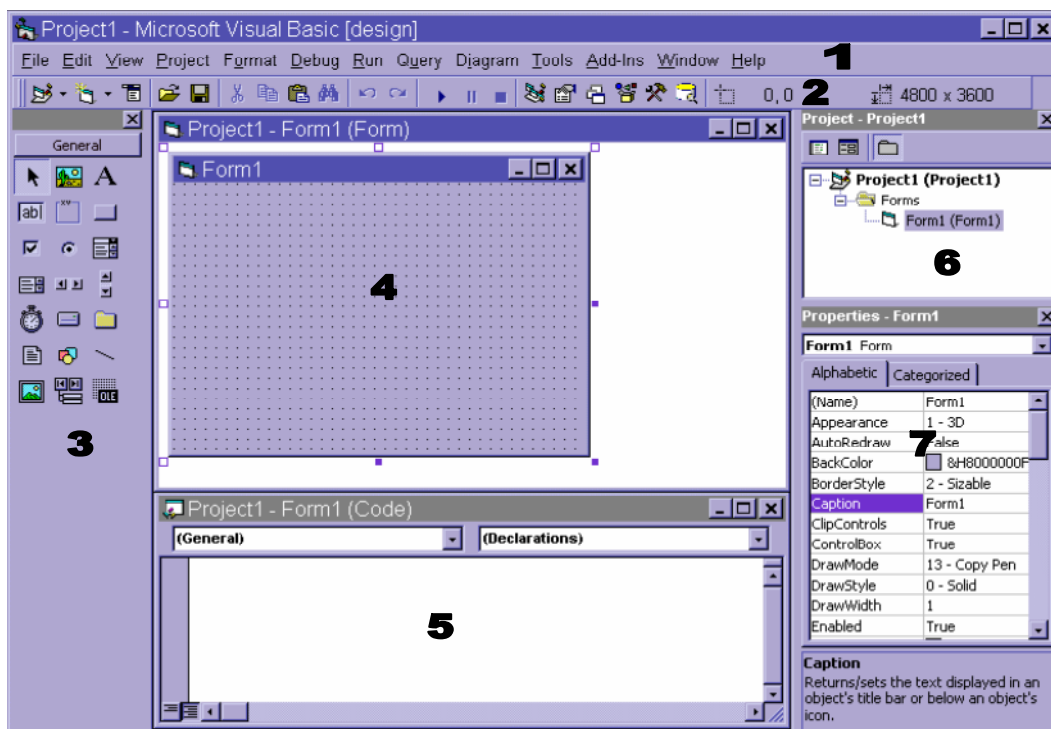 Project1 - Microsoft Visual Basic [design]
File Edit View Project Format Debug Run Query Diagram Tools Add-Ins Window Help
1
0, 0
2
4800 x 3600
General
A
ab
xv
OLE
3
Project1 - Form1 (Form)
Form1
4
Project1 - Form1 (Code)
(General)
(Declarations)
5
Project - Project1
Project1 (Project1)
Forms
Form1 (Form1)
6
Properties - Form1
Form1 Form
Alphabetic Categorized
(Name) Form1
Appearance 1 - 3D
AutoRedraw False
7
BackColor &H8000000F
BorderStyle 2 - Sizable
Caption Form1
ClipControls True
ControlBox True
DrawMode 13 - Copy Pen
DrawStyle 0 - Solid
DrawWidth 1
Enabled True
Caption
Returns/sets the text displayed in an
object's title bar or below an object's
icon.